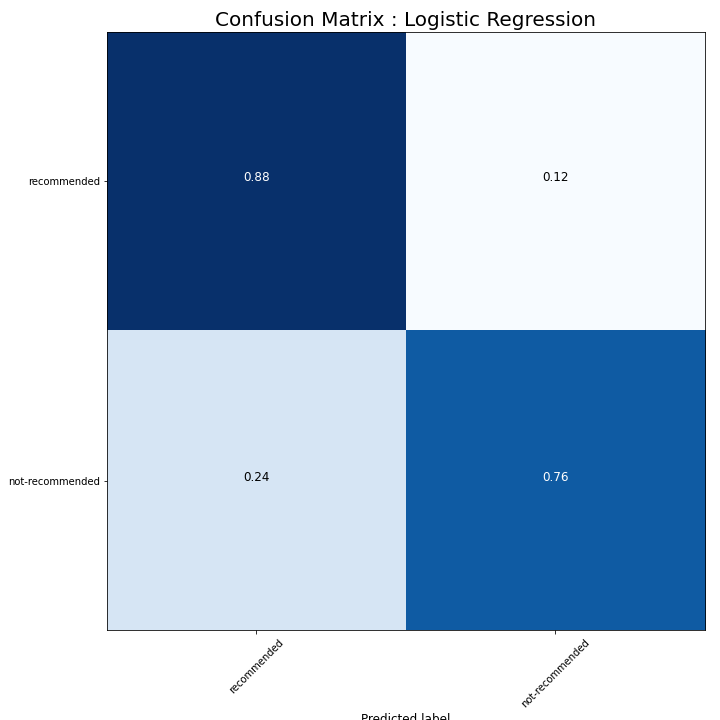 Confusion Matrix : Logistic Regression
recommended
0.88
0.12
not-recommended
0.24
0.76
recommended
not-recommended
Predicted label